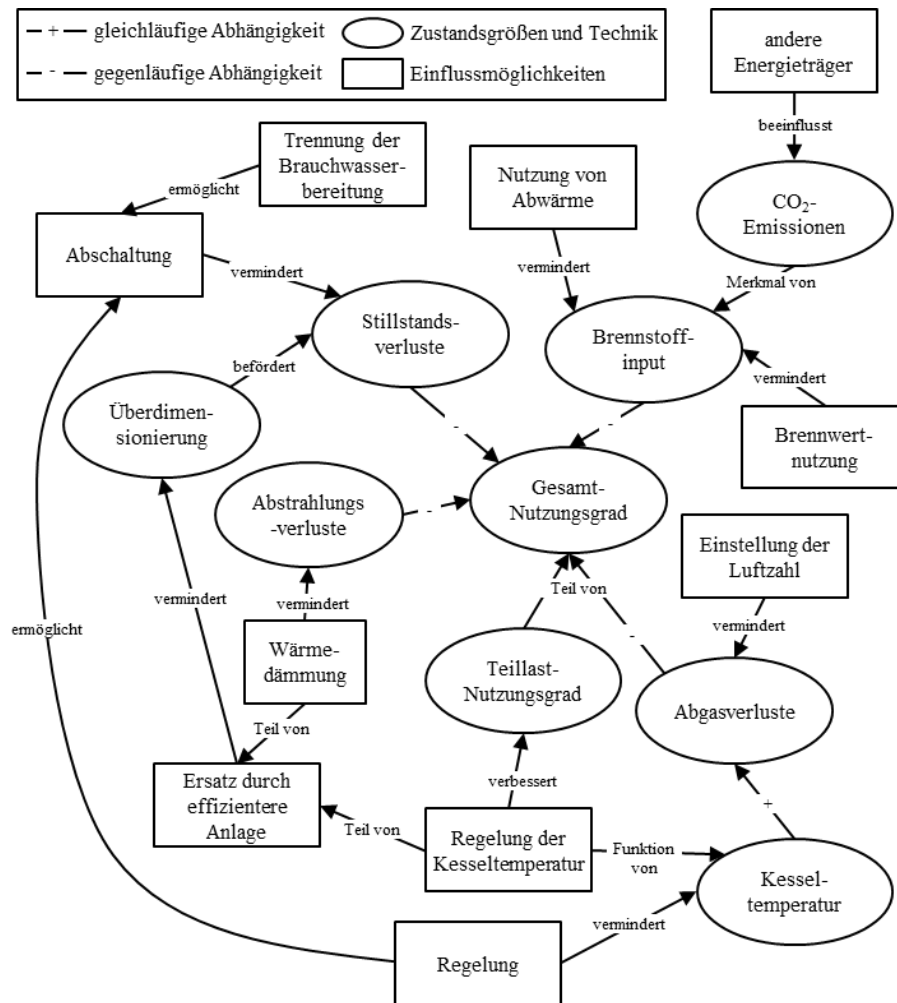 + gleichläufige Abhängigkeit
Zustandsgrößen und Technik
- gegenläufige Abhängigkeit
Einflussmöglichkeiten
andere
Energieträger
beeinflusst
Trennung der
Brauchwasser-
bereitung
ermöglicht
Nutzung von
Abwärme
CO₂-
Emissionen
Abschaltung
vermindert
vermindert
Merkmal von
Stillstands-
verluste
Brennstoff-
input
befördert
vermindert
Überdimen-
sionierung
Brennwert-
nutzung
-
-
Gesamt-
Nutzungsgrad
Abstrahlungs
-verluste
-
Einstellung der
Luftzahl
Teil von
vermindert
vermindert
vermindert
ermöglicht
-
Wärme-
dämmung
Teillast-
Nutzungsgrad
Abgasverluste
Teil von
verbessert
Ersatz durch
effizientere
Anlage
Teil von
Regelung der
Kesseltemperatur
Funktion
von
+
Kessel-
temperatur
vermindert
Regelung